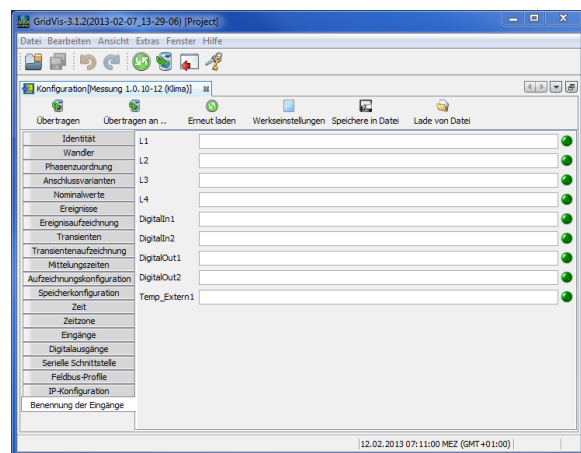 GridVis-3.1.2(2013-02-07_13-29-06) [Project]
Datei Bearbeiten Ansicht Extras Fenster Hilfe
Konfiguration[Messung 1.0.10-12 (Klima)]
Übertragen Übertragen an .. Erneut laden Werkseinstellungen Speichere in Datei Lade von Datei
Identität
Wandler
Phasenzuordnung
Anschlussvarianten
Nominalwerte
Ereignisse
Ereignisaufzeichnung
Transienten
Transientenaufzeichnung
Mittelungszeiten
Aufzeichnungskonfiguration
Speicherkonfiguration
Zeit
Zeitzone
Eingänge
Digitalausgänge
Serielle Schnittstelle
Feldbus-Profile
IP-Konfiguration
Benennung der Eingänge
L1
L2
L3
L4
DigitalIn1
DigitalIn2
DigitalOut1
DigitalOut2
Temp_Extern1
12.02.2013 07:11:00 MEZ (GMT+01:00)